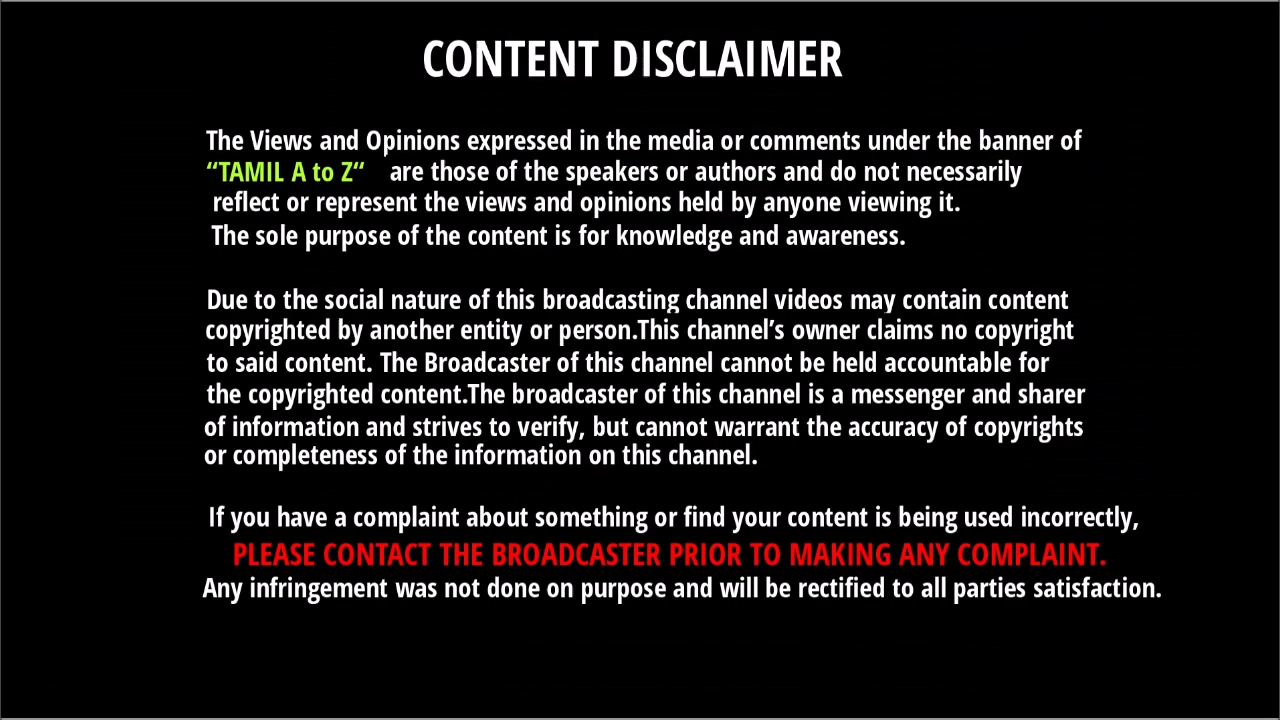 CONTENT DISCLAIMER
The Views and Opinions expressed in the media or comments under the banner of
“TAMIL A to Z“ are those of the speakers or authors and do not necessarily
reflect or represent the views and opinions held by anyone viewing it.
The sole purpose of the content is for knowledge and awareness.
Due to the social nature of this broadcasting channel videos may contain content
copyrighted by another entity or person.This channel’s owner claims no copyright
to said content. The Broadcaster of this channel cannot be held accountable for
the copyrighted content.The broadcaster of this channel is a messenger and sharer
of information and strives to verify, but cannot warrant the accuracy of copyrights
or completeness of the information on this channel.
If you have a complaint about something or find your content is being used incorrectly,
PLEASE CONTACT THE BROADCASTER PRIOR TO MAKING ANY COMPLAINT.
Any infringement was not done on purpose and will be rectified to all parties satisfaction.